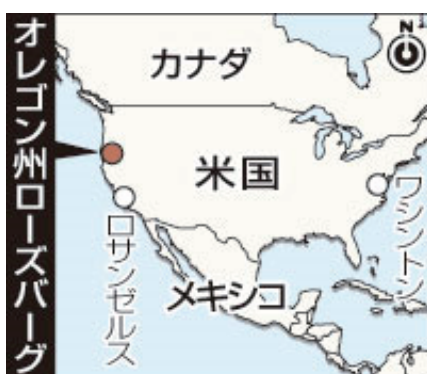 オレゴン州ローズバーグ
N
カナダ
米国
ワシントン
ロサンゼルス
メキシコ